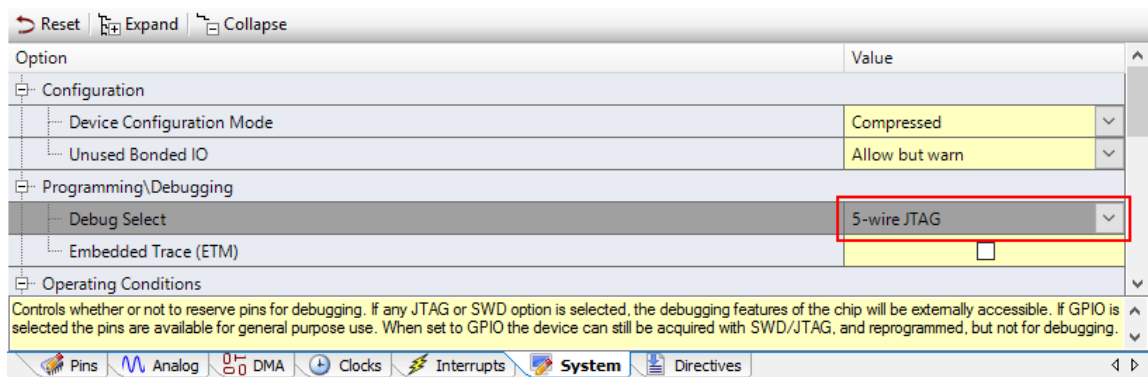 Reset Expand Collapse
Option Value
Configuration
Device Configuration Mode Compressed
Unused Bonded IO Allow but warn
Programming\Debugging
Debug Select 5-wire JTAG
Embedded Trace (ETM)
Operating Conditions
Controls whether or not to reserve pins for debugging. If any JTAG or SWD option is selected, the debugging features of the chip will be externally accessible. If GPIO is
selected the pins are available for general purpose use. When set to GPIO the device can still be acquired with SWD/JTAG, and reprogrammed, but not for debugging.
Pins Analog DMA Clocks Interrupts System Directives